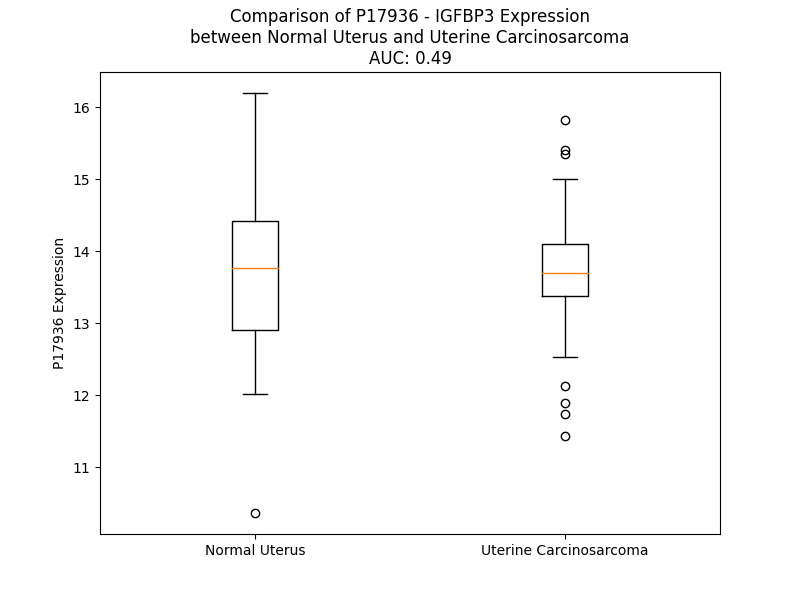 Comparison of P17936 - IGFBP3 Expression
between Normal Uterus and Uterine Carcinosarcoma
AUC: 0.49
P17936 Expression
16
15
14
13
12
11
Normal Uterus
Uterine Carcinosarcoma